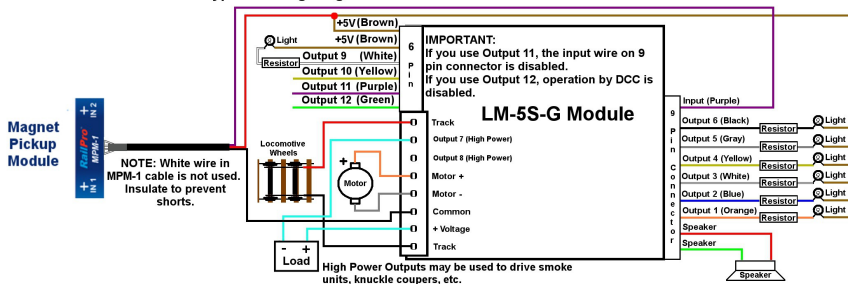 +5V(Brown)
+5V (Brown)
Light
Output 9 (White)
Resistor
Output 10 (Yellow)
Output 11 (Purple)
Output 12 (Green)
6 Pin
IMPORTANT:
If you use Output 11, the input wire on 9
pin connector is disabled.
If you use Output 12, operation by DCC is
disabled.
LM-5S-G Module
Magnet
Pickup
Module
IN 2
RailPro
MPM-1
IN 1
NOTE: White wire in
MPM-1 cable is not used.
Insulate to prevent
shorts.
Locomotive
Wheels
+
Motor
-
- +
Load
Track
Output 7 (High Power)
Output 8 (High Power)
Motor +
Motor -
Common
+ Voltage
Track
High Power Outputs may be used to drive smoke
units, knuckle coupers, etc.
9 Pin Connector
Input (Purple)
Output 6 (Black) Resistor Light
Output 5 (Gray) Resistor Light
Output 4 (Yellow) Resistor Light
Output 3 (White) Resistor Light
Output 2 (Blue) Resistor Light
Output 1 (Orange) Resistor Light
Speaker
Speaker
Speaker